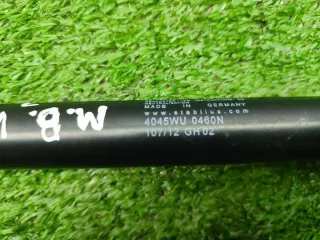 MADE IN GERMANY
www.stabilus.com
4045WU 0460N
107/12 GH02
M.B.